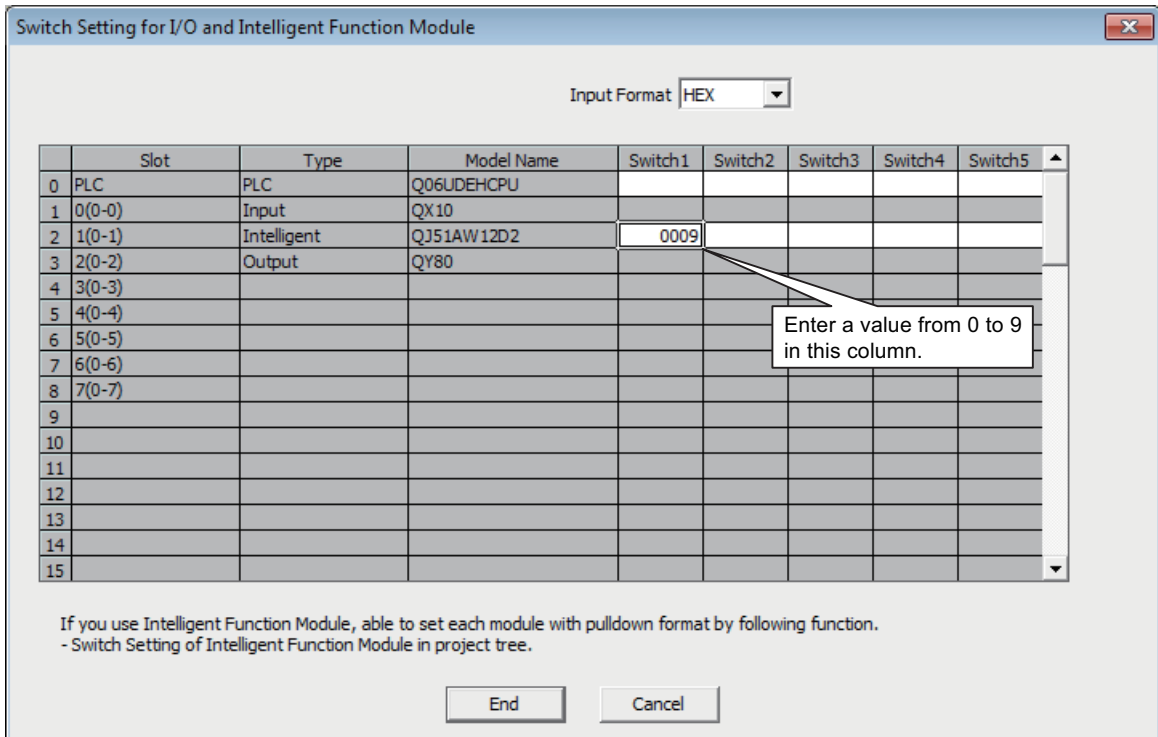 Switch Setting for I/O and Intelligent Function Module
Input Format HEX
Slot Type Model Name Switch1 Switch2 Switch3 Switch4 Switch5
0 PLC PLC Q06UDEHCPU
1 0(0-0) Input QX10
2 1(0-1) Intelligent QJ51AW12D2 0009
3 2(0-2) Output QY80
4 3(0-3)
5 4(0-4)
Enter a value from 0 to 9
6 5(0-5)
in this column.
7 6(0-6)
8 7(0-7)
9
10
11
12
13
14
15
If you use Intelligent Function Module, able to set each module with pulldown format by following function.
- Switch Setting of Intelligent Function Module in project tree.
End Cancel